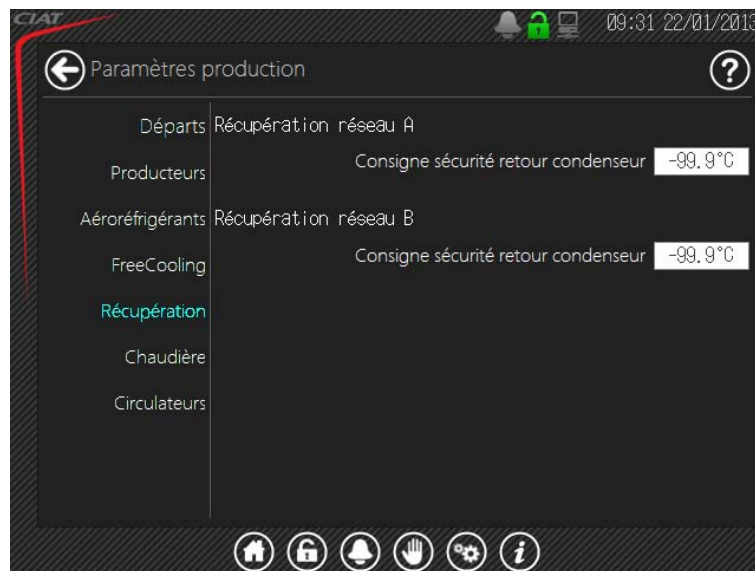 CIAT
09:31 22/01/2013
Paramètres production
?
Départs
Récupération réseau A
Consigne sécurité retour condenseur -99.9°C
Producteurs
Aéroréfrigérants
Récupération réseau B
Consigne sécurité retour condenseur -99.9°C
FreeCooling
Récupération
Chaudière
Circulateurs
i